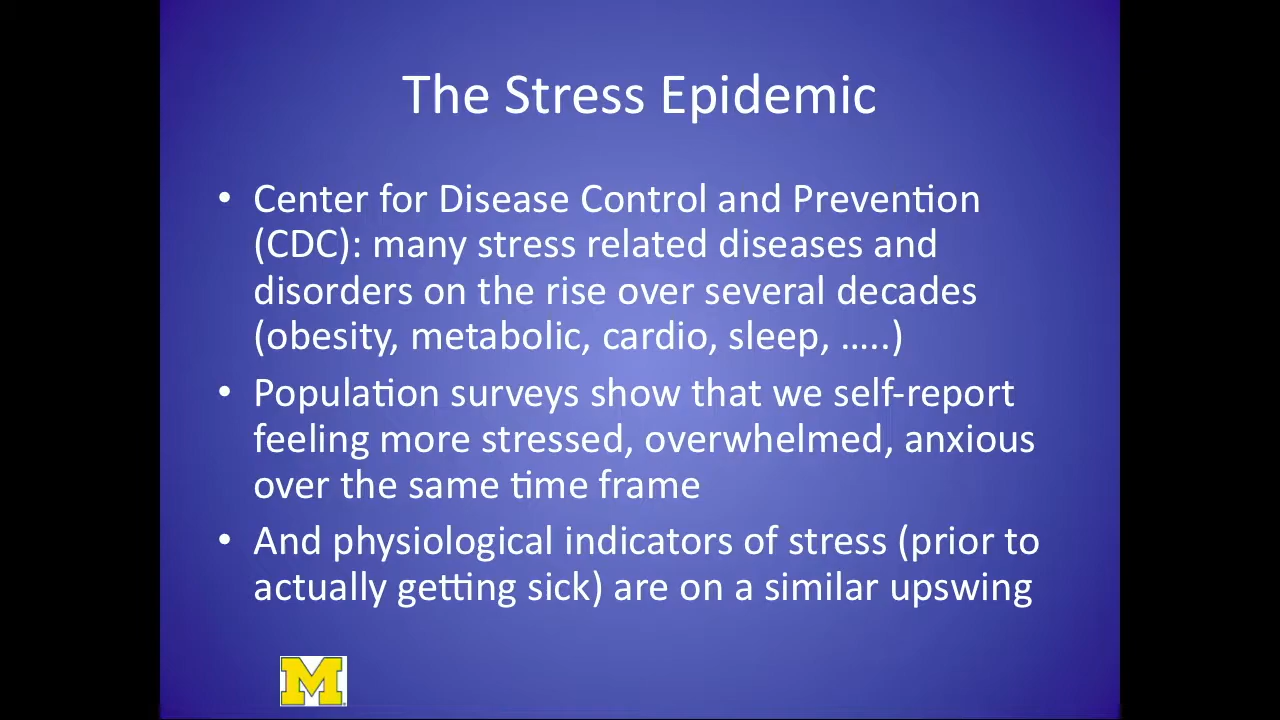 The Stress Epidemic
• Center for Disease Control and Prevention
(CDC): many stress related diseases and
disorders on the rise over several decades
(obesity, metabolic, cardio, sleep, …..)
• Population surveys show that we self-report
feeling more stressed, overwhelmed, anxious
over the same time frame
• And physiological indicators of stress (prior to
actually getting sick) are on a similar upswing
M